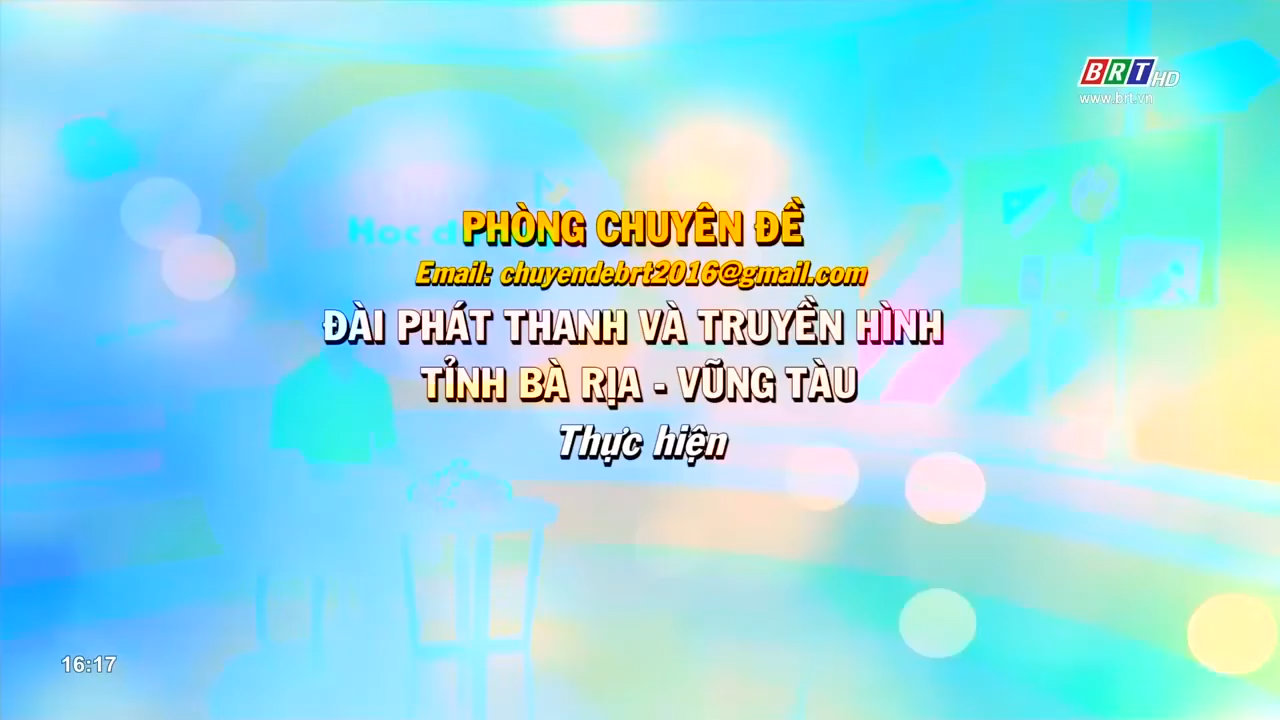 BRT HD
www.brt.vn
Học d
PHÒNG CHUYÊN ĐỀ
Email: chuyendebrt2016@gmail.com
ĐÀI PHÁT THANH VÀ TRUYỀN HÌNH
TỈNH BÀ RỊA - VŨNG TÀU
Thực hiện
16:17